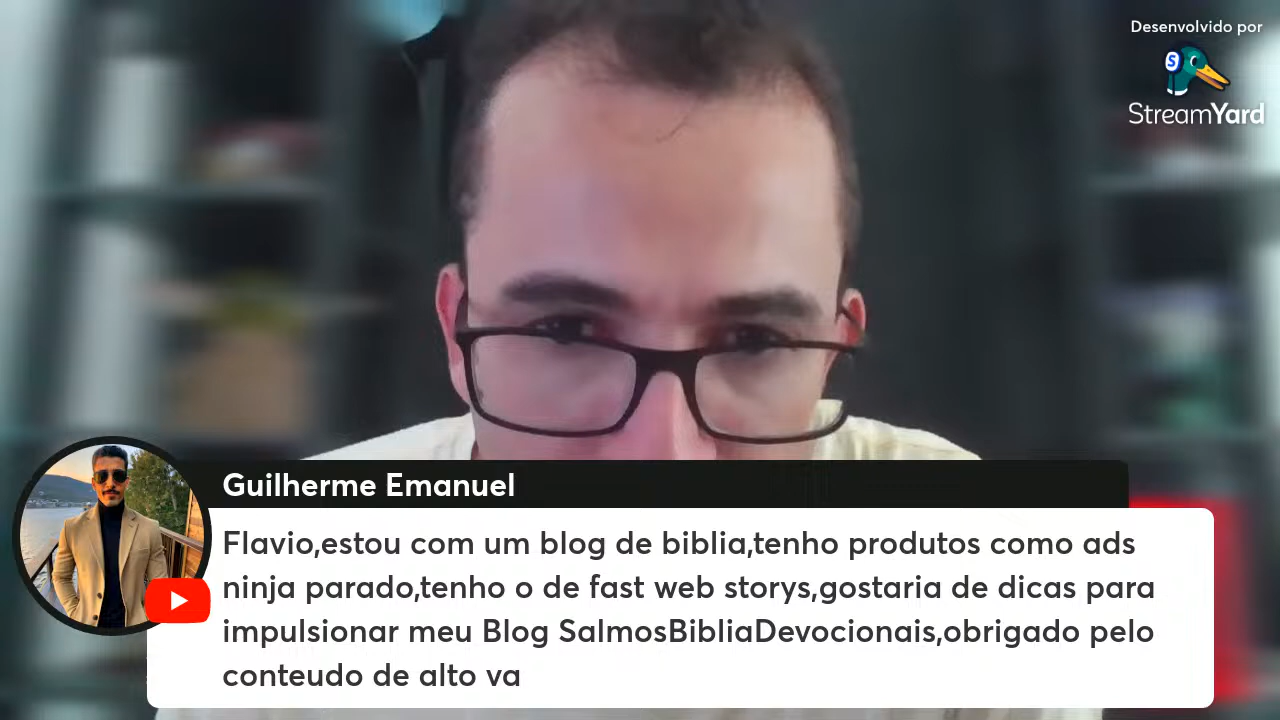 Desenvolvido por
S
StreamYard
Guilherme Emanuel
Flavio,estou com um blog de biblia,tenho produtos como ads
ninja parado,tenho o de fast web storys,gostaria de dicas para
impulsionar meu Blog SalmosBibliaDevocionais,obrigado pelo
conteudo de alto va